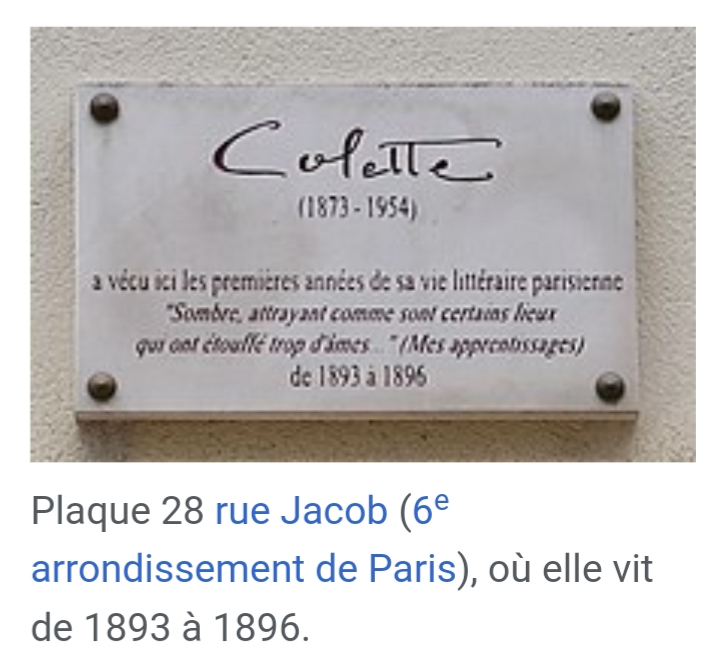 Colette
(1873 - 1954)
a vécu ici les premières années de sa vie littéraire parisienne
"Sombre, attrayant comme sont certains lieux
qui ont étouffé trop d'âmes... " (Mes apprentissages)
de 1893 à 1896
Plaque 28 rue Jacob (6e
arrondissement de Paris), où elle vit
de 1893 à 1896.